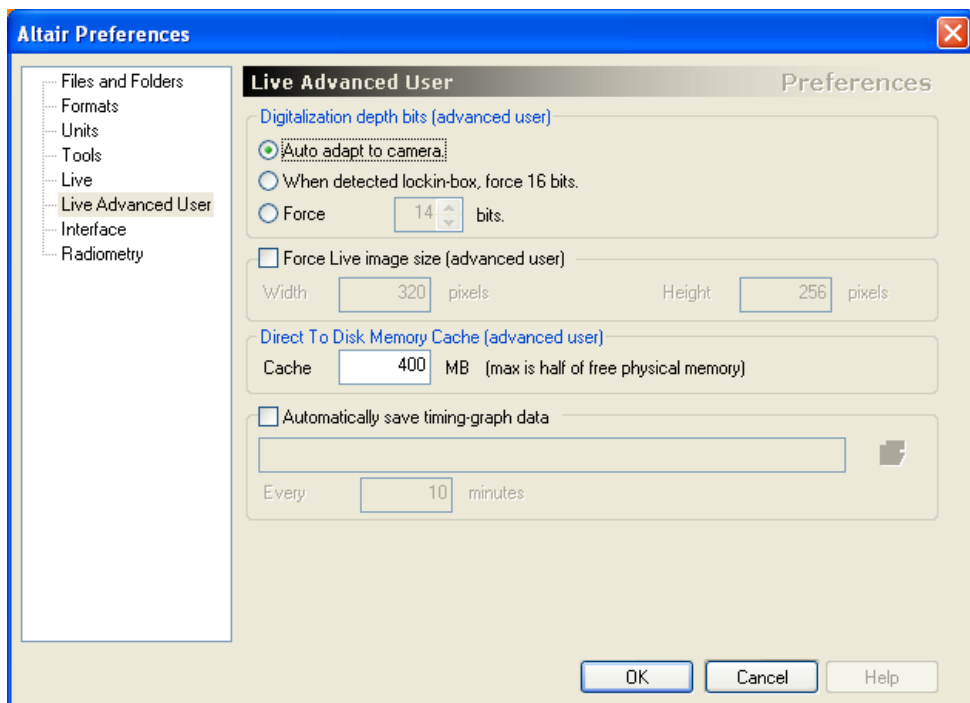 Altair Preferences
Files and Folders
Formats
Units
Tools
Live
Live Advanced User
Interface
Radiometry
Live Advanced User Preferences
Digitalization depth bits (advanced user)
Auto adapt to camera.
When detected lockin-box, force 16 bits.
Force 14 bits.
Force Live image size (advanced user)
Width 320 pixels Height 256 pixels
Direct To Disk Memory Cache (advanced user)
Cache 400 MB (max is half of free physical memory)
Automatically save timing-graph data
Every 10 minutes
OK Cancel Help